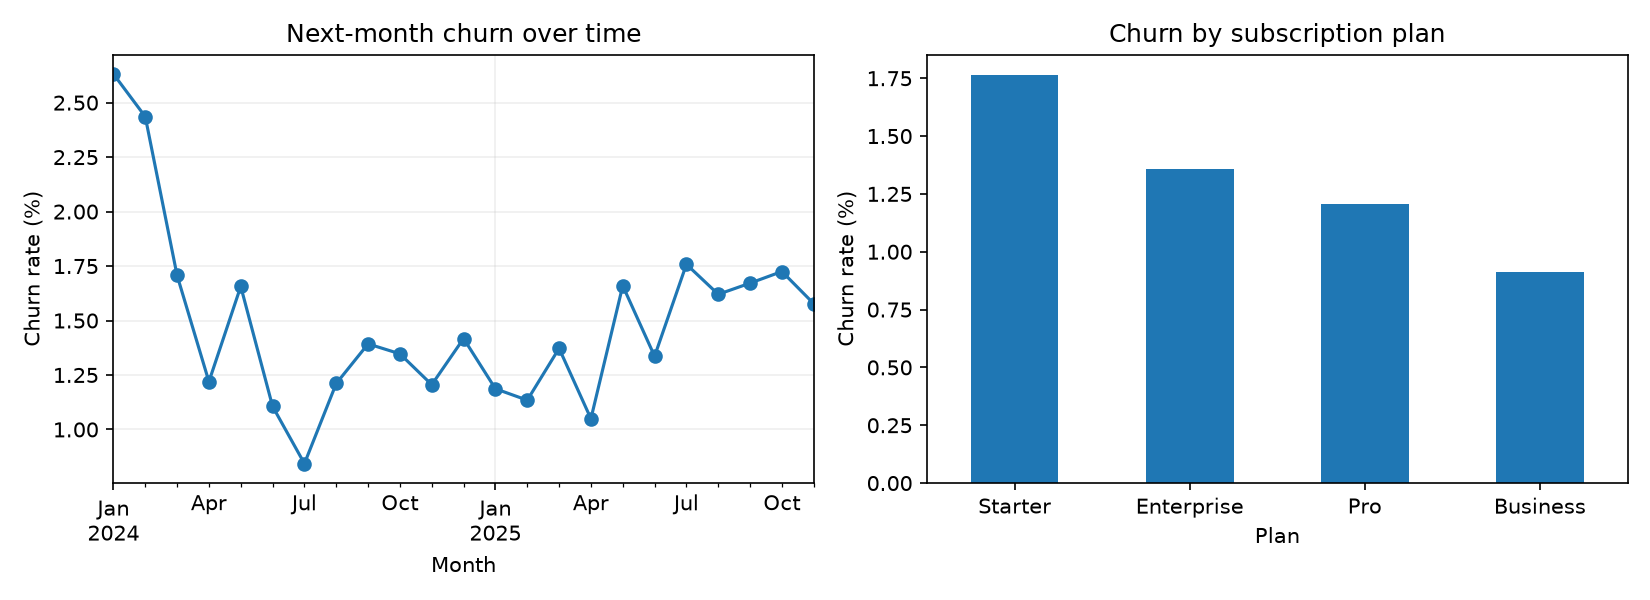 Next-month churn over time
Churn rate (%)
2.50
2.25
2.00
1.75
1.50
1.25
1.00
Jan
2024
Apr
Jul
Oct
Jan
2025
Apr
Jul
Oct
Month
Churn by subscription plan
Churn rate (%)
1.75
1.50
1.25
1.00
0.75
0.50
0.25
0.00
Starter
Enterprise
Pro
Business
Plan